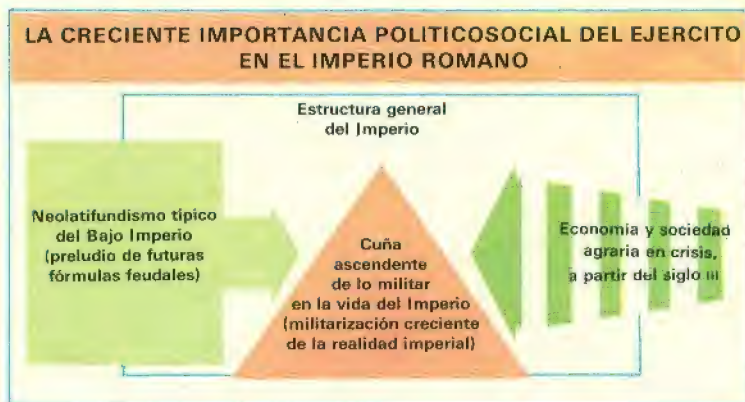 LA CRECIENTE IMPORTANCIA POLITICOSOCIAL DEL EJERCITO
EN EL IMPERIO ROMANO
Estructura general
del Imperio
Neolatifundismo típico
del Bajo Imperio
(preludio de futuras
fórmulas feudales)
Cuña
ascendente
de lo militar
en la vida del Imperio
(militarización creciente
de la realidad imperial)
Economía y sociedad
agraria en crisis,
a partir del siglo III